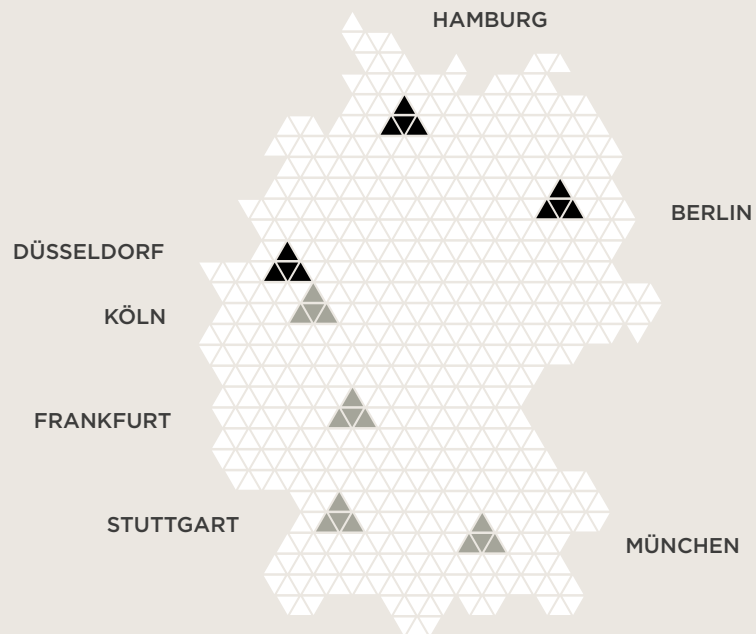 HAMBURG
BERLIN
DÜSSELDORF
KÖLN
FRANKFURT
STUTTGART
MÜNCHEN